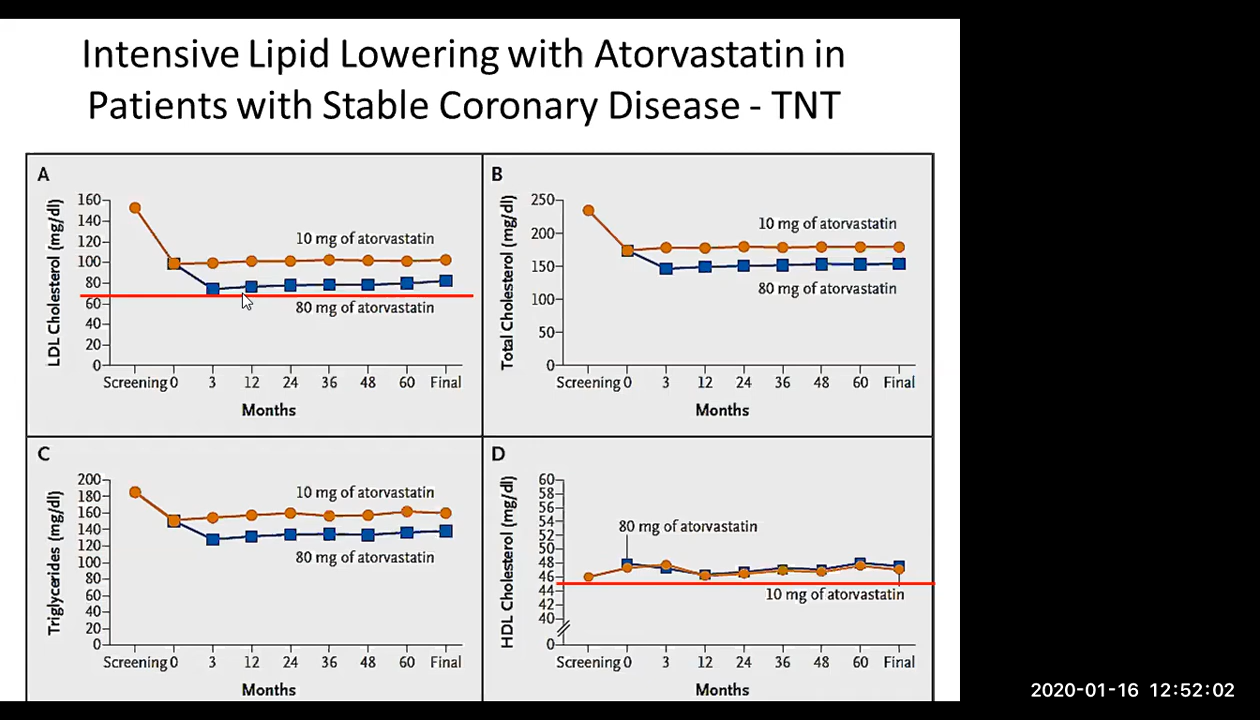 Intensive Lipid Lowering with Atorvastatin in
Patients with Stable Coronary Disease - TNT
A
LDL Cholesterol (mg/dl)
160
140
120
100
80
60
40
20
0
10 mg of atorvastatin
80 mg of atorvastatin
Screening 0 3 12 24 36 48 60 Final
Months
B
Total Cholesterol (mg/dl)
250
200
150
100
50
0
10 mg of atorvastatin
80 mg of atorvastatin
Screening 0 3 12 24 36 48 60 Final
Months
C
Triglycerides (mg/dl)
200
180
160
140
120
100
80
60
40
20
0
10 mg of atorvastatin
80 mg of atorvastatin
Screening 0 3 12 24 36 48 60 Final
Months
D
HDL Cholesterol (mg/dl)
60
58
56
54
52
50
48
46
44
42
40
0
80 mg of atorvastatin
10 mg of atorvastatin
Screening 0 3 12 24 36 48 60 Final
Months
2020-01-16 12:52:02